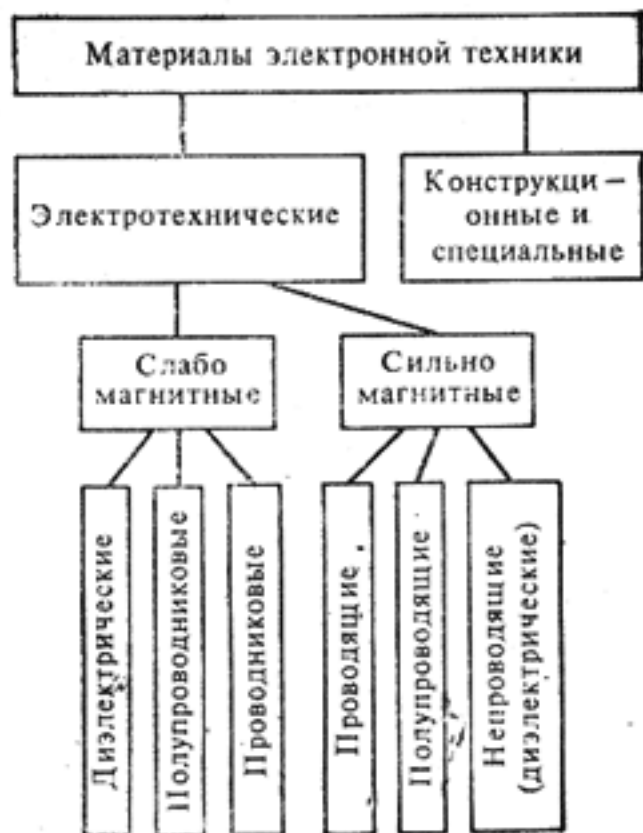 Материалы электронной техники
Электротехнические
Конструкци–
онные и
специальные
Слабо
магнитные
Сильно
магнитные
Диэлектрические
Полупроводниковые
Проводниковые
Проводящие
Полупроводящие
Непроводящие
(диэлектрические)